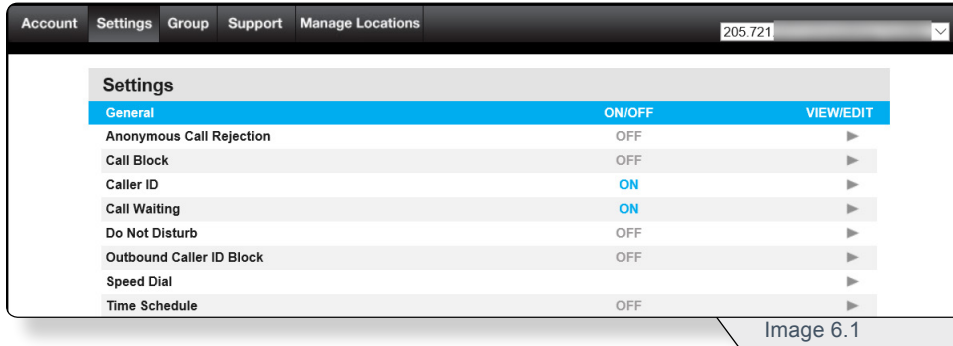 Account Settings Group Support Manage Locations
205.721
Settings
General ON/OFF VIEW/EDIT
Anonymous Call Rejection OFF
Call Block OFF
Caller ID ON
Call Waiting ON
Do Not Disturb OFF
Outbound Caller ID Block OFF
Speed Dial
Time Schedule OFF
Image 6.1